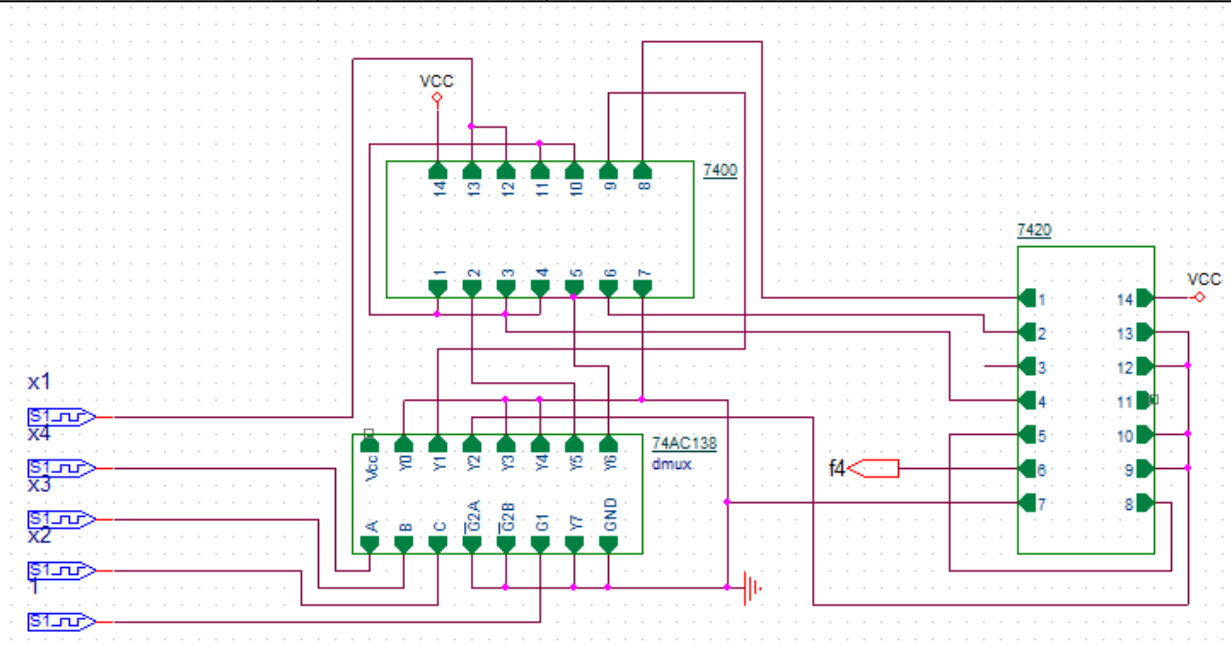 VCC
14 13 12 11 10 9 8
7400
1 2 3 4 5 6 7
7420
VCC
1 14
2 13
3 12
4 11
5 10
f4
6 9
7 8
x1
S1
x4
S1
x3
S1
x2
S1
1
S1
74AC138
dmux
Vcc Y0 Y1 Y2 Y3 Y4 Y5 Y6
A B C G2A G2B G1 Y7 GND